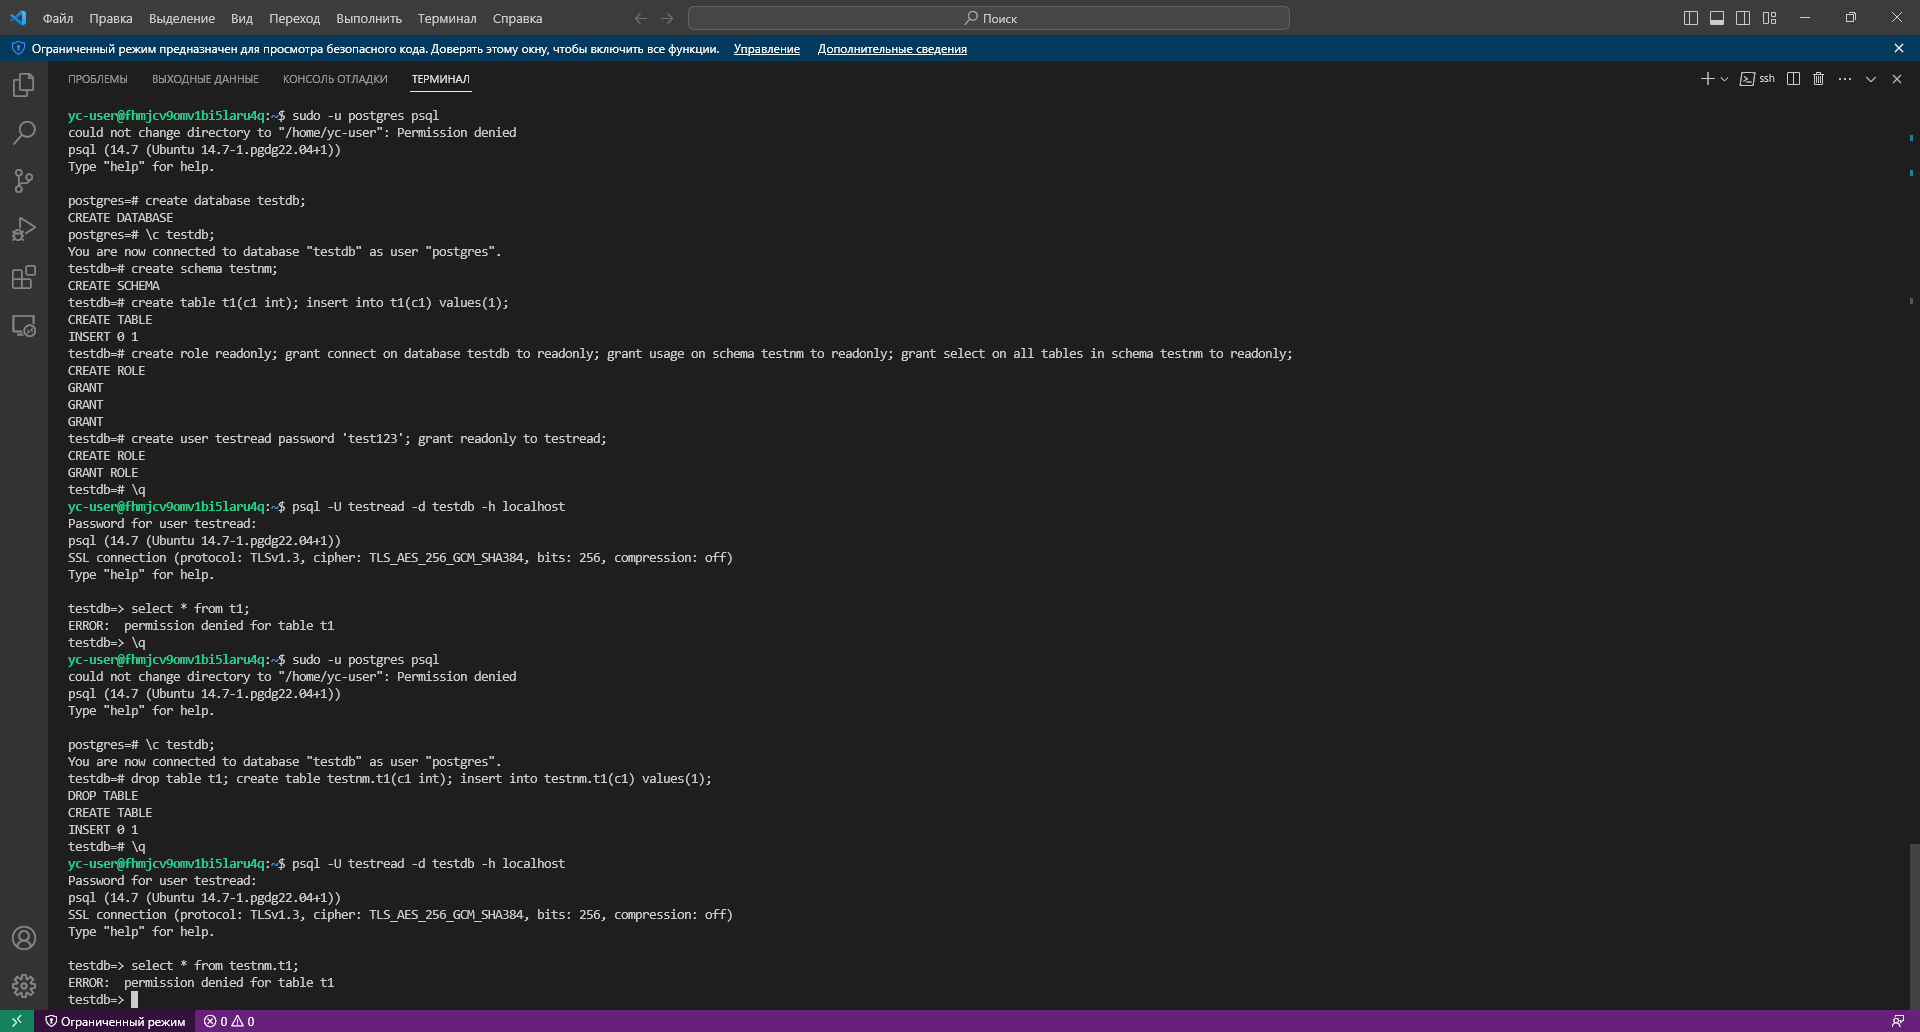 Файл Правка Выделение Вид Переход Выполнить Терминал Справка Поиск
Ограниченный режим предназначен для просмотра безопасного кода. Доверять этому окну, чтобы включить все функции. Управление Дополнительные сведения
ПРОБЛЕМЫ ВЫХОДНЫЕ ДАННЫЕ КОНСОЛЬ ОТЛАДКИ ТЕРМИНАЛ ssh
yc-user@fhmjcv9omv1bi5laru4q:~$ sudo -u postgres psql
could not change directory to "/home/yc-user": Permission denied
psql (14.7 (Ubuntu 14.7-1.pgdg22.04+1))
Type "help" for help.
postgres=# create database testdb;
CREATE DATABASE
postgres=# \c testdb;
You are now connected to database "testdb" as user "postgres".
testdb=# create schema testnm;
CREATE SCHEMA
testdb=# create table t1(c1 int); insert into t1(c1) values(1);
CREATE TABLE
INSERT 0 1
testdb=# create role readonly; grant connect on database testdb to readonly; grant usage on schema testnm to readonly; grant select on all tables in schema testnm to readonly;
CREATE ROLE
GRANT
GRANT
GRANT
testdb=# create user testread password 'test123'; grant readonly to testread;
CREATE ROLE
GRANT ROLE
testdb=# \q
yc-user@fhmjcv9omv1bi5laru4q:~$ psql -U testread -d testdb -h localhost
Password for user testread:
psql (14.7 (Ubuntu 14.7-1.pgdg22.04+1))
SSL connection (protocol: TLSv1.3, cipher: TLS_AES_256_GCM_SHA384, bits: 256, compression: off)
Type "help" for help.
testdb=> select * from t1;
ERROR:  permission denied for table t1
testdb=> \q
yc-user@fhmjcv9omv1bi5laru4q:~$ sudo -u postgres psql
could not change directory to "/home/yc-user": Permission denied
psql (14.7 (Ubuntu 14.7-1.pgdg22.04+1))
Type "help" for help.
postgres=# \c testdb;
You are now connected to database "testdb" as user "postgres".
testdb=# drop table t1; create table testnm.t1(c1 int); insert into testnm.t1(c1) values(1);
DROP TABLE
CREATE TABLE
INSERT 0 1
testdb=# \q
yc-user@fhmjcv9omv1bi5laru4q:~$ psql -U testread -d testdb -h localhost
Password for user testread:
psql (14.7 (Ubuntu 14.7-1.pgdg22.04+1))
SSL connection (protocol: TLSv1.3, cipher: TLS_AES_256_GCM_SHA384, bits: 256, compression: off)
Type "help" for help.
testdb=> select * from testnm.t1;
ERROR:  permission denied for table t1
testdb=>
Ограниченный режим 0 0